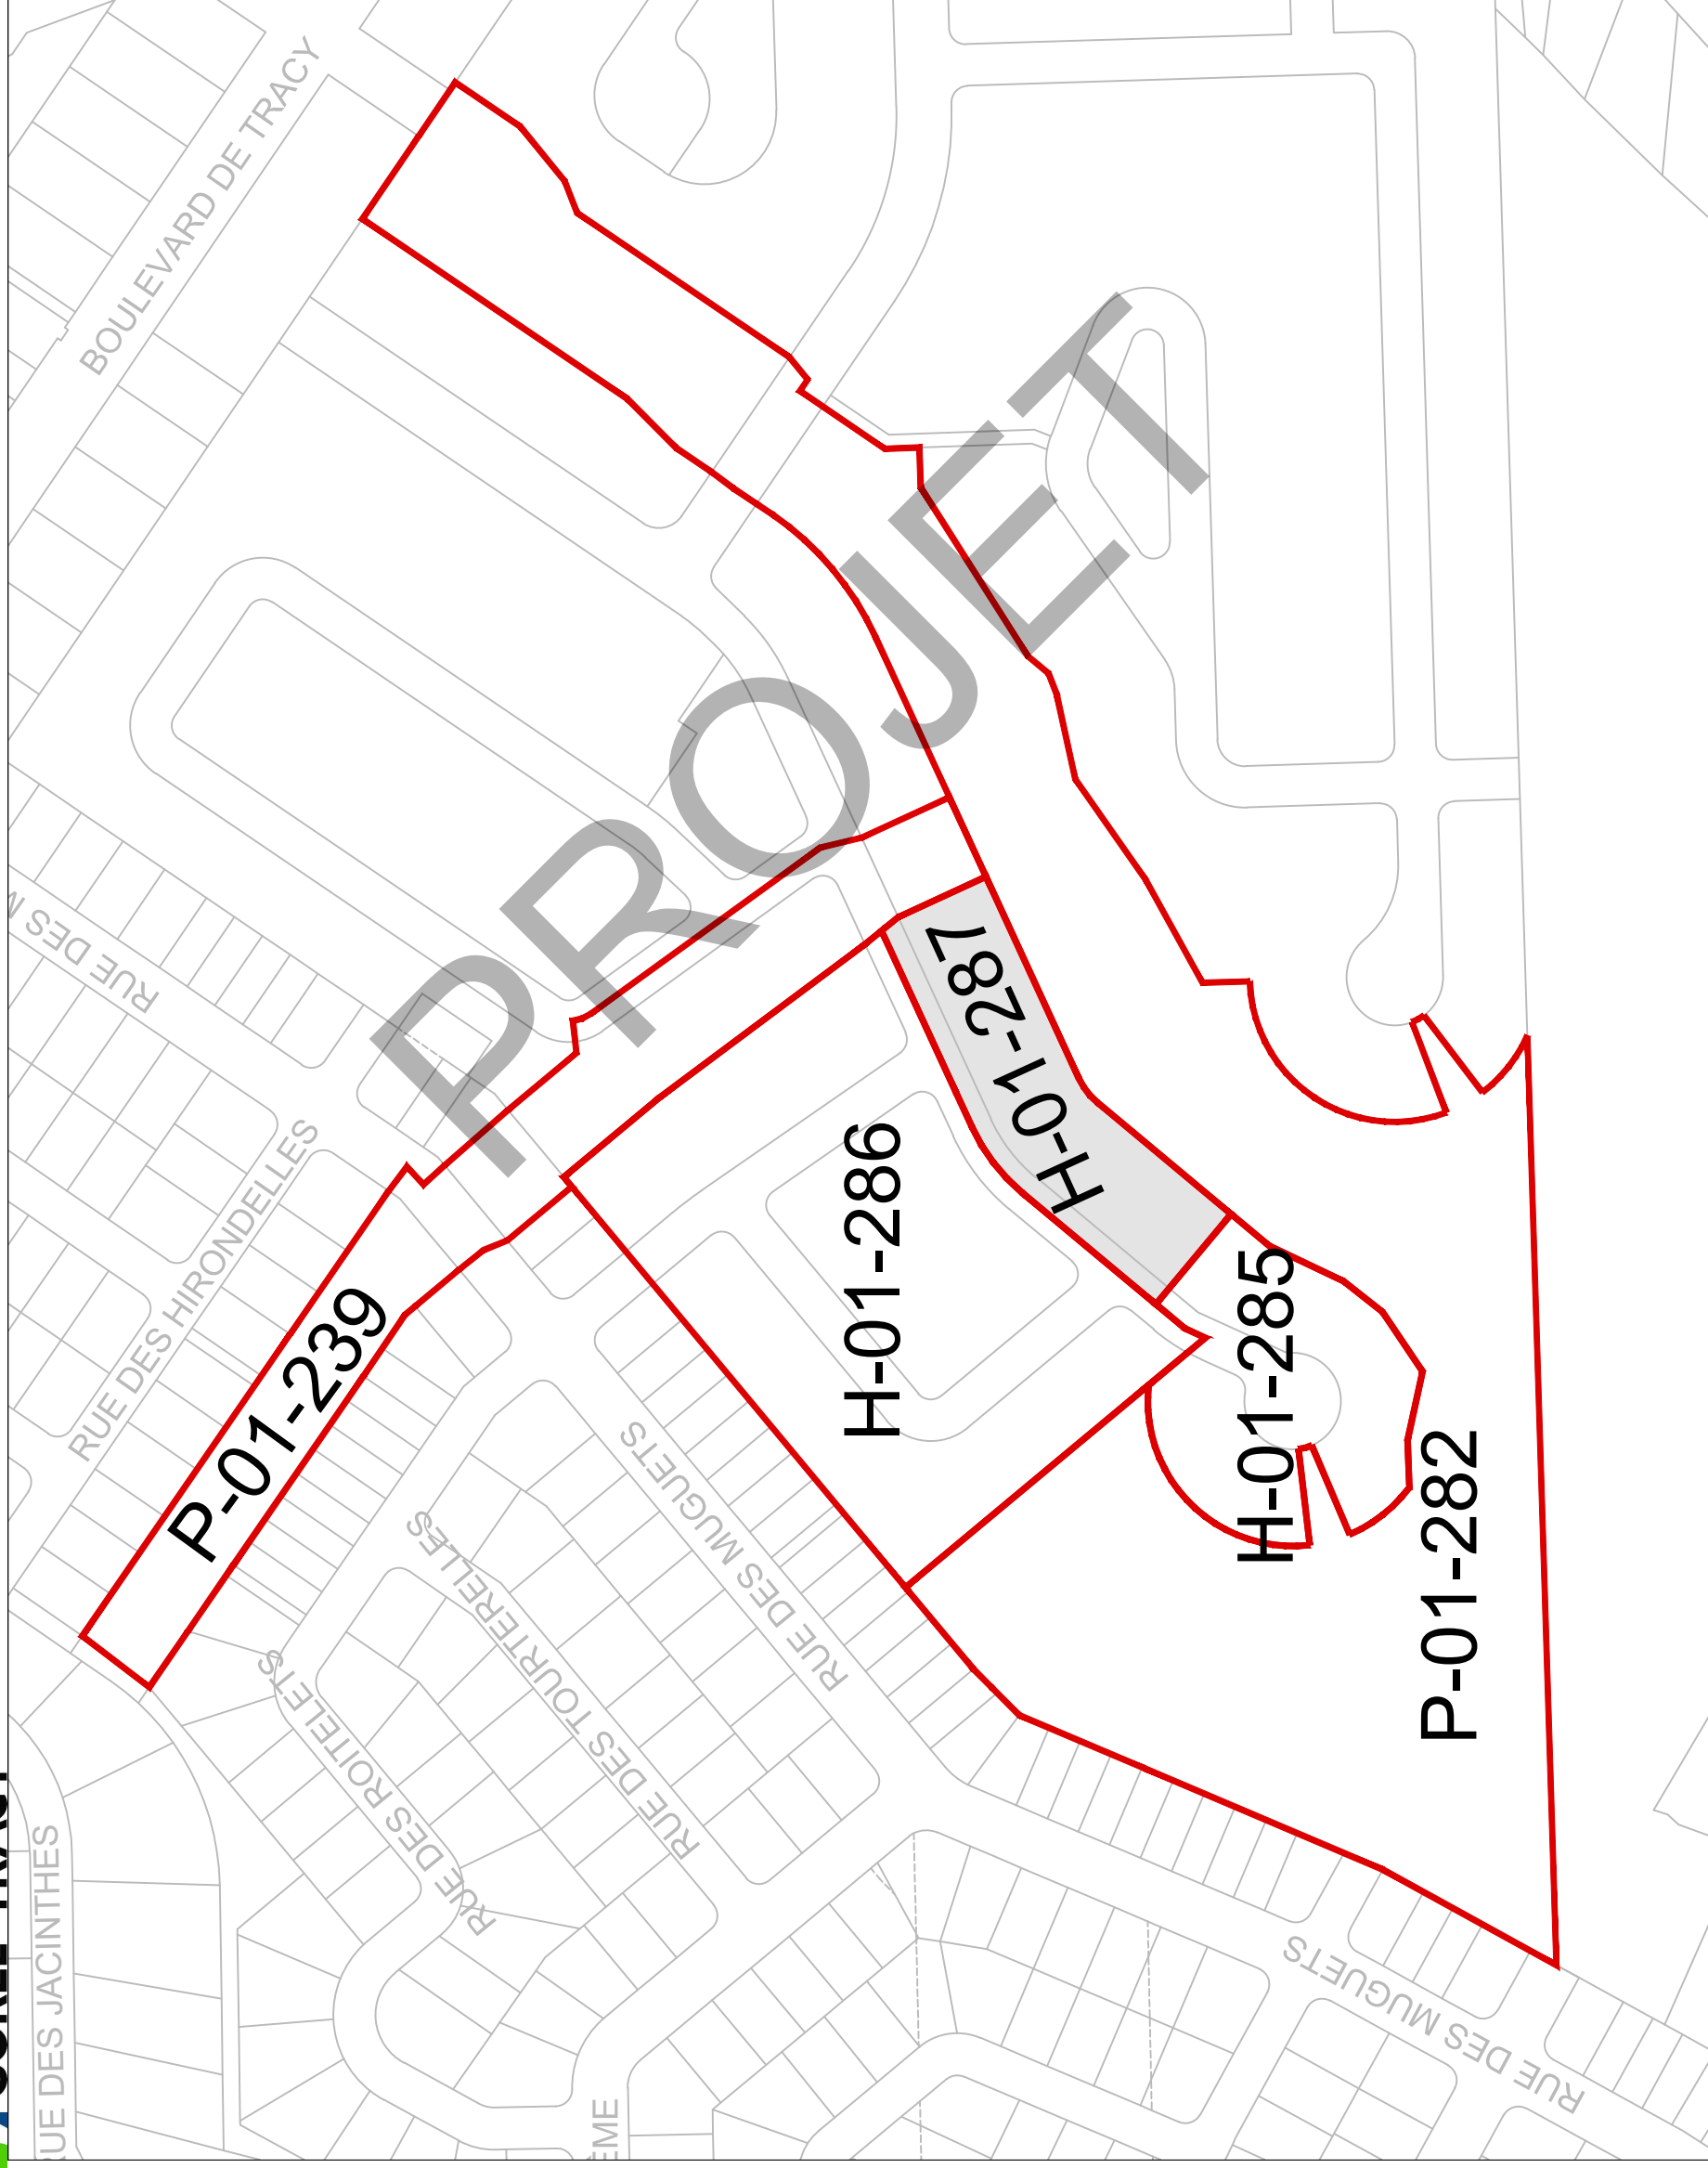 BOULEVARD DE TRACY
PROJET
RUE DES
RUE DES HIRONDELLES
H-01-287
H-01-286
P-01-239
H-01-285
P-01-282
RUE DES MUGUETS
RUE DES TOURTERELLES
RUE DES ROITELETS
RUE DES JACINTHES
RUE DES MUGUETS